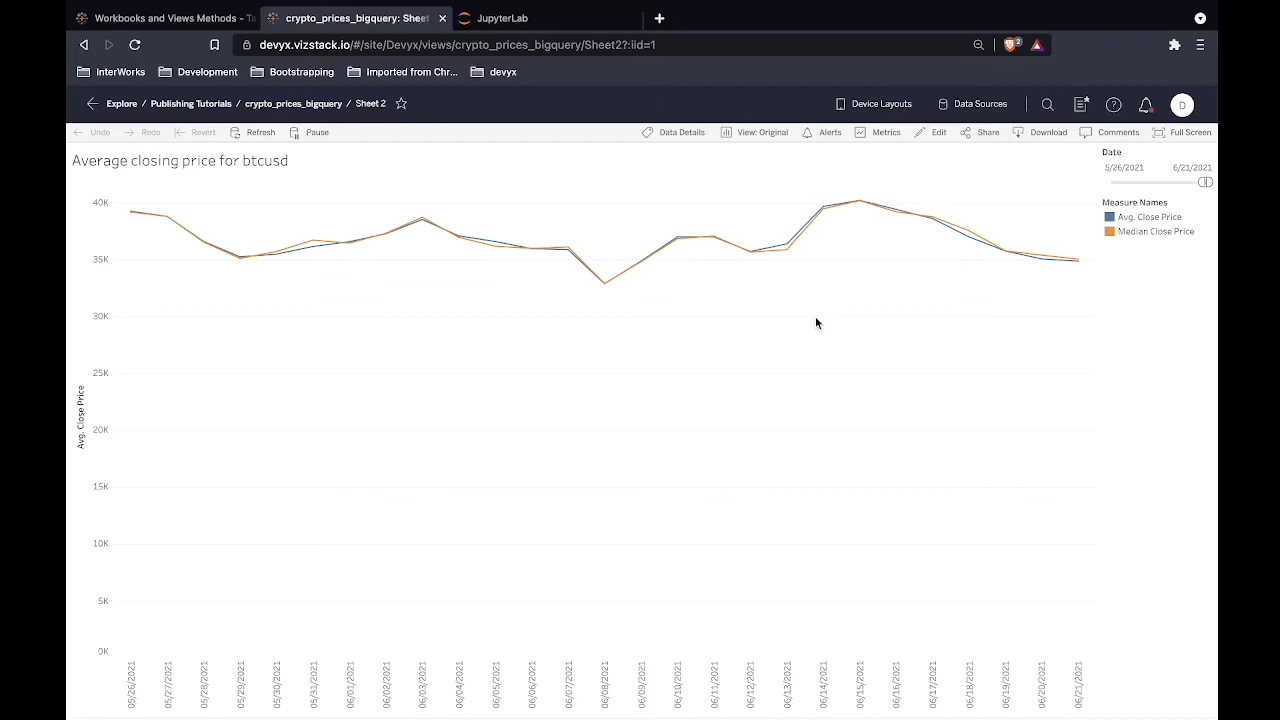 Workbooks and Views Methods - Ta
crypto_prices_bigquery: Sheet
JupyterLab
devyx.vizstack.io/#/site/Devyx/views/crypto_prices_bigquery/Sheet2?:iid=1
2
InterWorks Development Bootstrapping Imported from Chr... devyx
Explore / Publishing Tutorials / crypto_prices_bigquery / Sheet 2
Device Layouts Data Sources D
Undo Redo Revert Refresh Pause Data Details View: Original Alerts Metrics Edit Share Download Comments Full Screen
Average closing price for btcusd
Date
5/26/2021 6/21/2021
Measure Names
Avg. Close Price
Median Close Price
Avg. Close Price
40K
35K
30K
25K
20K
15K
10K
5K
0K
05/26/2021
05/27/2021
05/28/2021
05/29/2021
05/30/2021
05/31/2021
06/01/2021
06/02/2021
06/03/2021
06/04/2021
06/05/2021
06/06/2021
06/07/2021
06/08/2021
06/09/2021
06/10/2021
06/11/2021
06/12/2021
06/13/2021
06/14/2021
06/15/2021
06/16/2021
06/17/2021
06/18/2021
06/19/2021
06/20/2021
06/21/2021